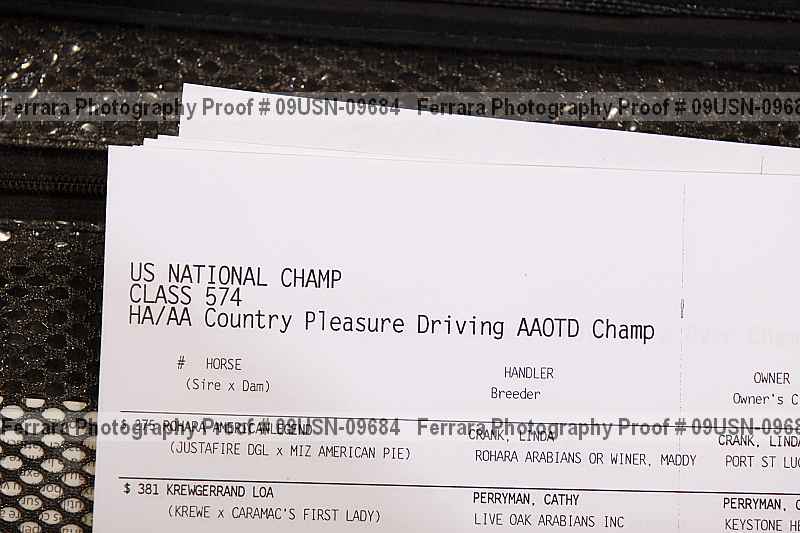 Ferrara Photography Proof # 09USN-09684 Ferrara Photography Proof # 09USN-0968
US NATIONAL CHAMP
CLASS 574
HA/AA Country Pleasure Driving AAOTD Champ
# HORSE HANDLER OWNER
(Sire x Dam) Breeder Owner's C
Ferrara Photography Proof # 09USN-09684 Ferrara Photography Proof # 09USN-0968
$ 275 ROHARA AMERICANLEGEND CRANK, LINDA CRANK, LINDA
(JUSTAFIRE DGL x MIZ AMERICAN PIE) ROHARA ARABIANS OR WINER, MADDY PORT ST LUC
$ 381 KREWGERRAND LOA PERRYMAN, CATHY PERRYMAN, C
(KREWE x CARAMAC'S FIRST LADY) LIVE OAK ARABIANS INC KEYSTONE HE